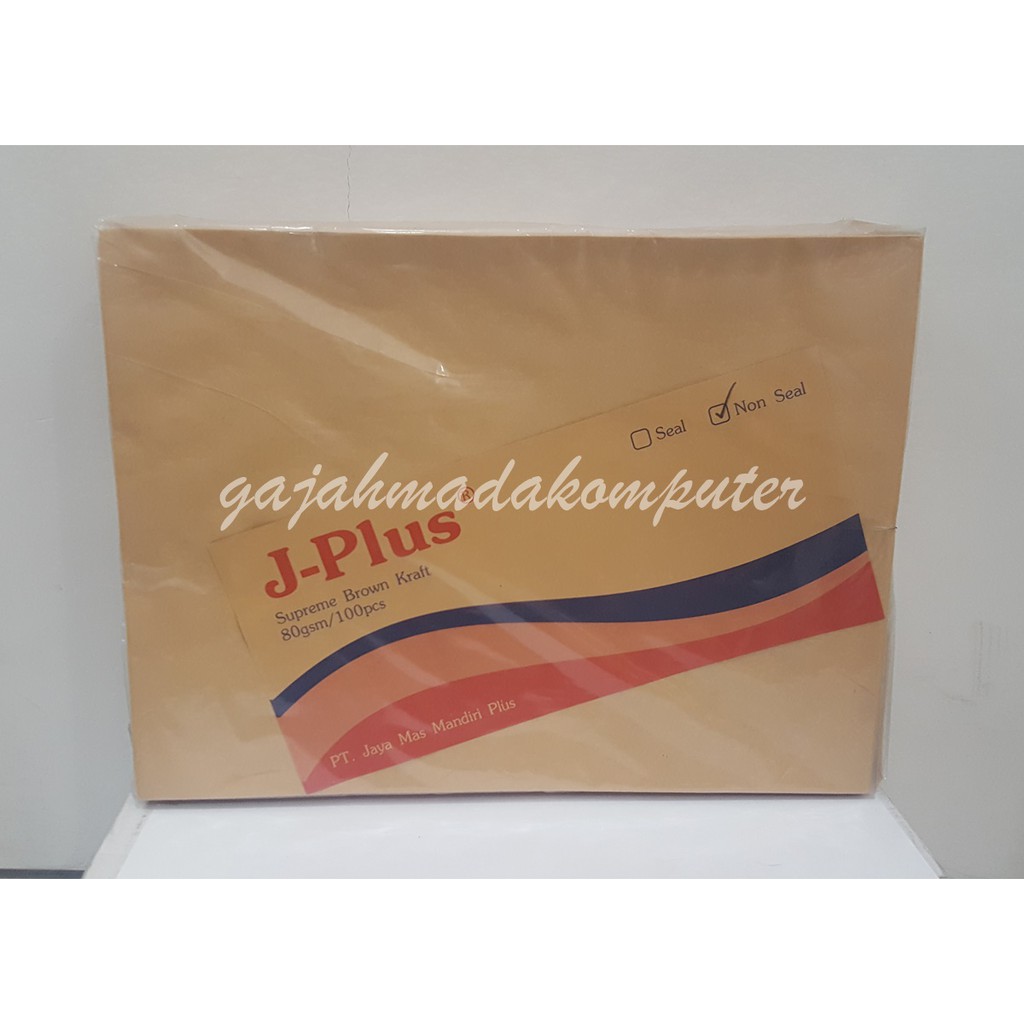 Seal Non Seal
gajahmadakomputer
J-Plus®
Supreme Brown Kraft
80gsm/100pcs
PT. Jaya Mas Mandiri Plus